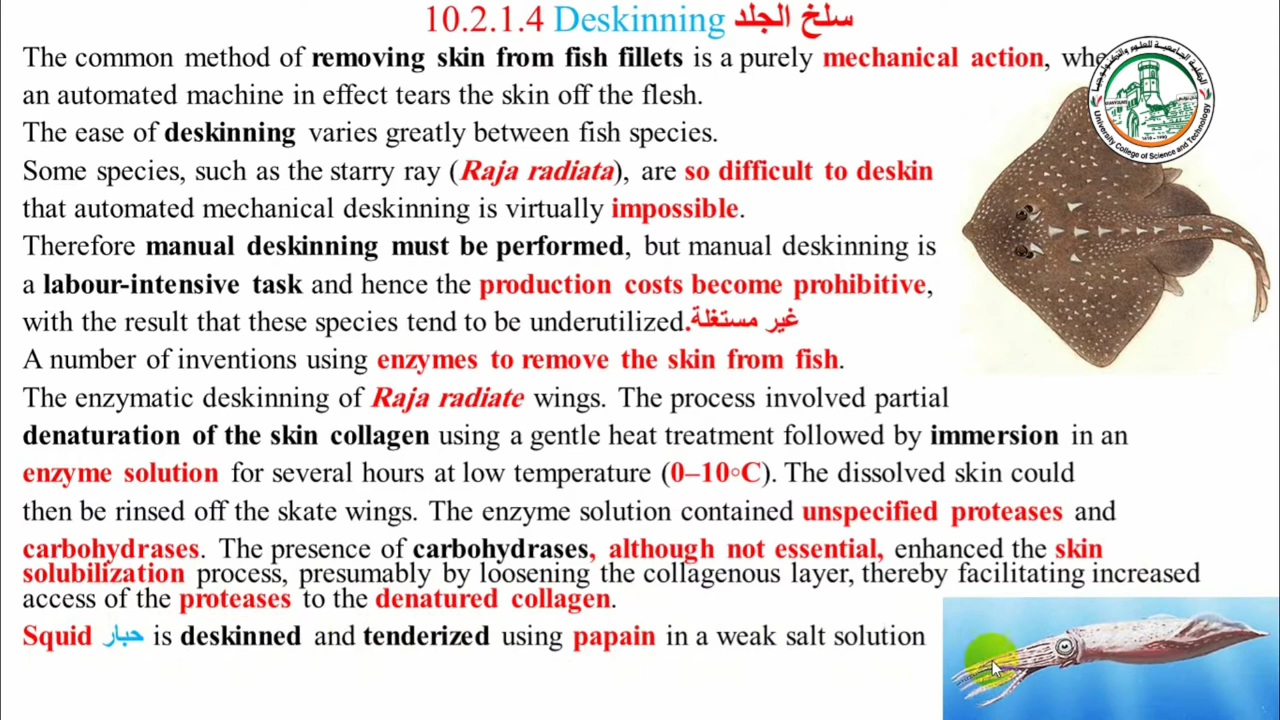 10.2.1.4 Deskinning سلخ الجلد
The common method of removing skin from fish fillets is a purely mechanical action, whe
an automated machine in effect tears the skin off the flesh.
The ease of deskinning varies greatly between fish species.
Some species, such as the starry ray (Raja radiata), are so difficult to deskin
that automated mechanical deskinning is virtually impossible.
Therefore manual deskinning must be performed, but manual deskinning is
a labour-intensive task and hence the production costs become prohibitive,
with the result that these species tend to be underutilized.غير مستغلة
A number of inventions using enzymes to remove the skin from fish.
The enzymatic deskinning of Raja radiate wings. The process involved partial
denaturation of the skin collagen using a gentle heat treatment followed by immersion in an
enzyme solution for several hours at low temperature (0–10◦C). The dissolved skin could
then be rinsed off the skate wings. The enzyme solution contained unspecified proteases and
carbohydrases. The presence of carbohydrases, although not essential, enhanced the skin
solubilization process, presumably by loosening the collagenous layer, thereby facilitating increased
access of the proteases to the denatured collagen.
Squid حبار is deskinned and tenderized using papain in a weak salt solution
الكلية الجامعية للعلوم والتكنولوجيا
University College of Science and Technology